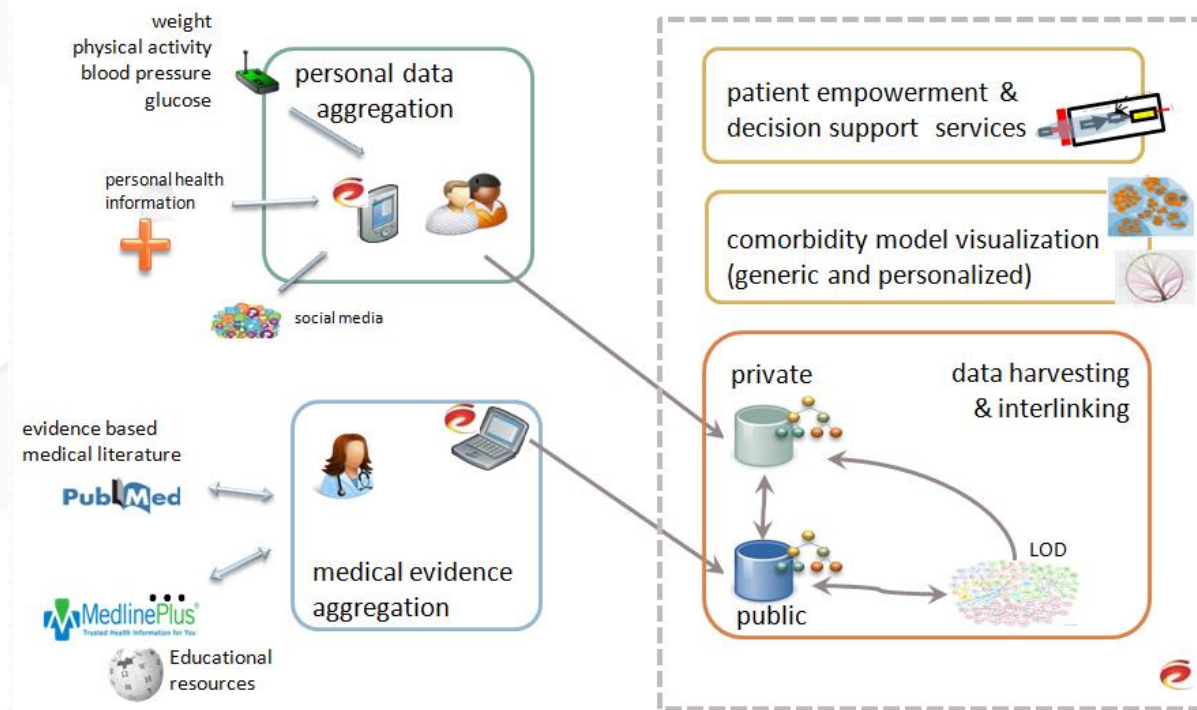 weight
physical activity
blood pressure
glucose
personal data
aggregation
personal health
information
social media
evidence based
medical literature
PubMed
MedlinePlus®
Trusted Health Information for You
Educational
resources
medical evidence
aggregation
patient empowerment &
decision support services
comorbidity model visualization
(generic and personalized)
private
data harvesting
& interlinking
LOD
public